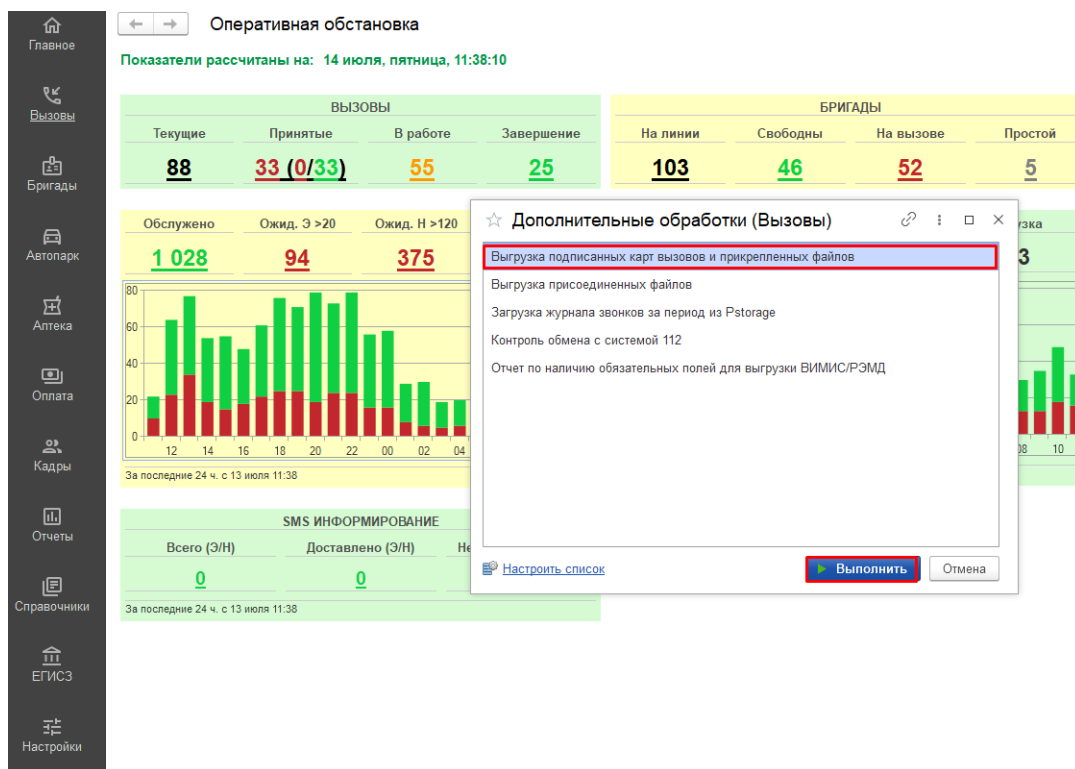 Главное
Вызовы
Бригады
Автопарк
Аптека
Оплата
Кадры
Отчеты
Справочники
ЕГИСЗ
Настройки
Оперативная обстановка
Показатели рассчитаны на: 14 июля, пятница, 11:38:10
ВЫЗОВЫ
Текущие Принятые В работе Завершение
88 33 (0/33) 55 25
БРИГАДЫ
На линии Свободны На вызове Простой
103 46 52 5
Обслужено Ожид. Э >20 Ожид. Н >120
1 028 94 375
80
60
40
20
0
12 14 16 18 20 22 00 02 04
За последние 24 ч. с 13 июля 11:38
Дополнительные обработки (Вызовы)
Выгрузка подписанных карт вызовов и прикрепленных файлов
Выгрузка присоединенных файлов
Загрузка журнала звонков за период из Pstorage
Контроль обмена с системой 112
Отчет по наличию обязательных полей для выгрузки ВИМИС/РЭМД
Настроить список
Выполнить
Отмена
3
10
SMS ИНФОРМИРОВАНИЕ
Всего (Э/Н) Доставлено (Э/Н)
0 0
За последние 24 ч. с 13 июля 11:38